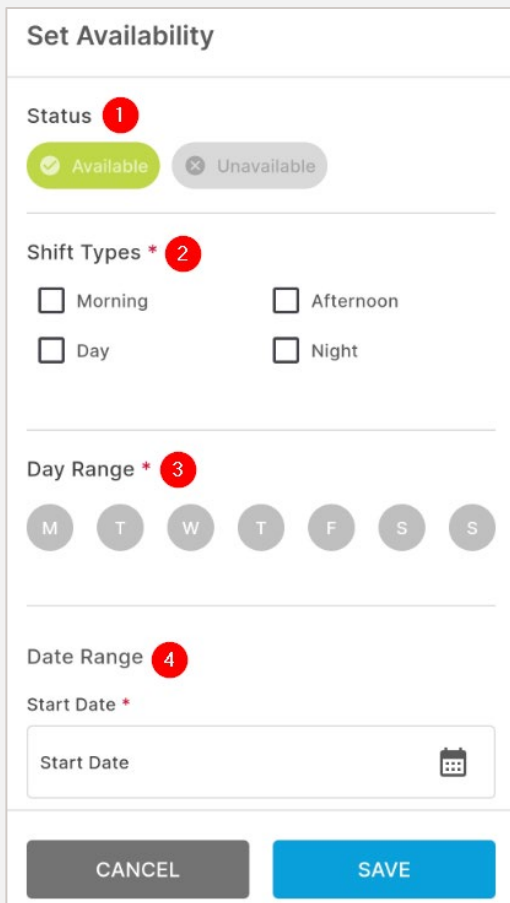 Set Availability
Status 1
Available Unavailable
Shift Types * 2
Morning Afternoon
Day Night
Day Range * 3
M T W T F S S
Date Range 4
Start Date *
Start Date
CANCEL SAVE